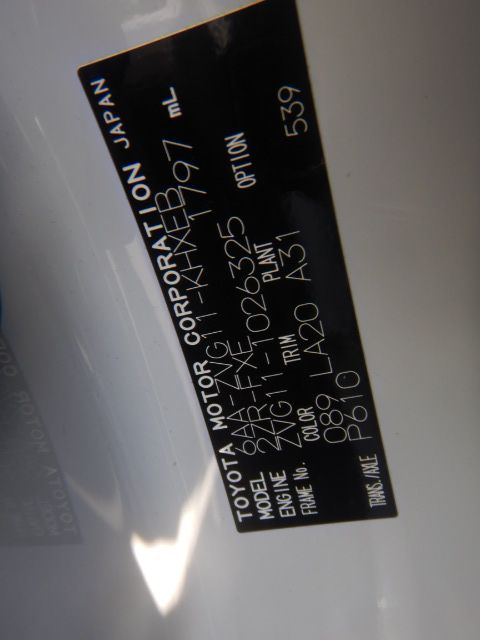 TOYOTA MOTOR CORPORATION JAPAN
MODEL 6AA-ZVG11-KHXEB
ENGINE 2ZR-FXE 1797 mL
FRAME No. ZVG11-1026325
COLOR TRIM PLANT OPTION
089 LA20 A31 539
TRANS./AXLE P610